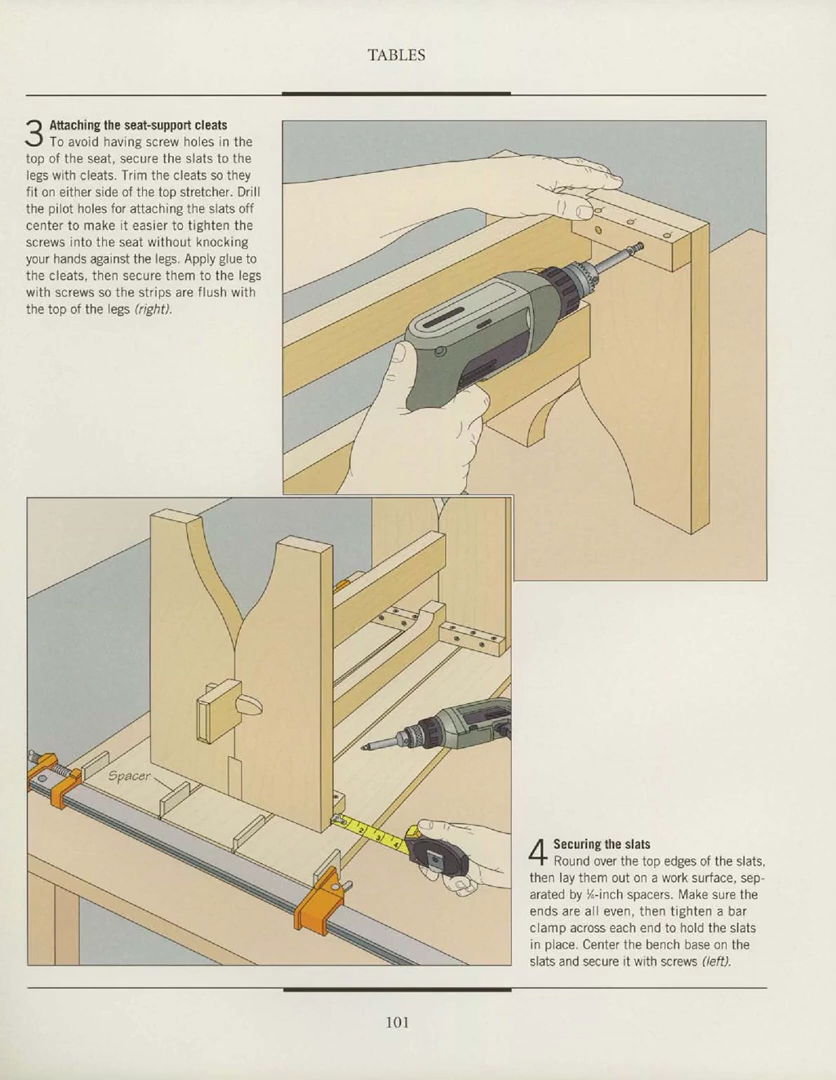 TABLES
3 Attaching the seat-support cleats
To avoid having screw holes in the
top of the seat, secure the slats to the
legs with cleats. Trim the cleats so they
fit on either side of the top stretcher. Drill
the pilot holes for attaching the slats off
center to make it easier to tighten the
screws into the seat without knocking
your hands against the legs. Apply glue to
the cleats, then secure them to the legs
with screws so the strips are flush with
the top of the legs (right).
Spacer
2
3
4
4 Securing the slats
Round over the top edges of the slats,
then lay them out on a work surface, sep-
arated by ¼-inch spacers. Make sure the
ends are all even, then tighten a bar
clamp across each end to hold the slats
in place. Center the bench base on the
slats and secure it with screws (left).
101